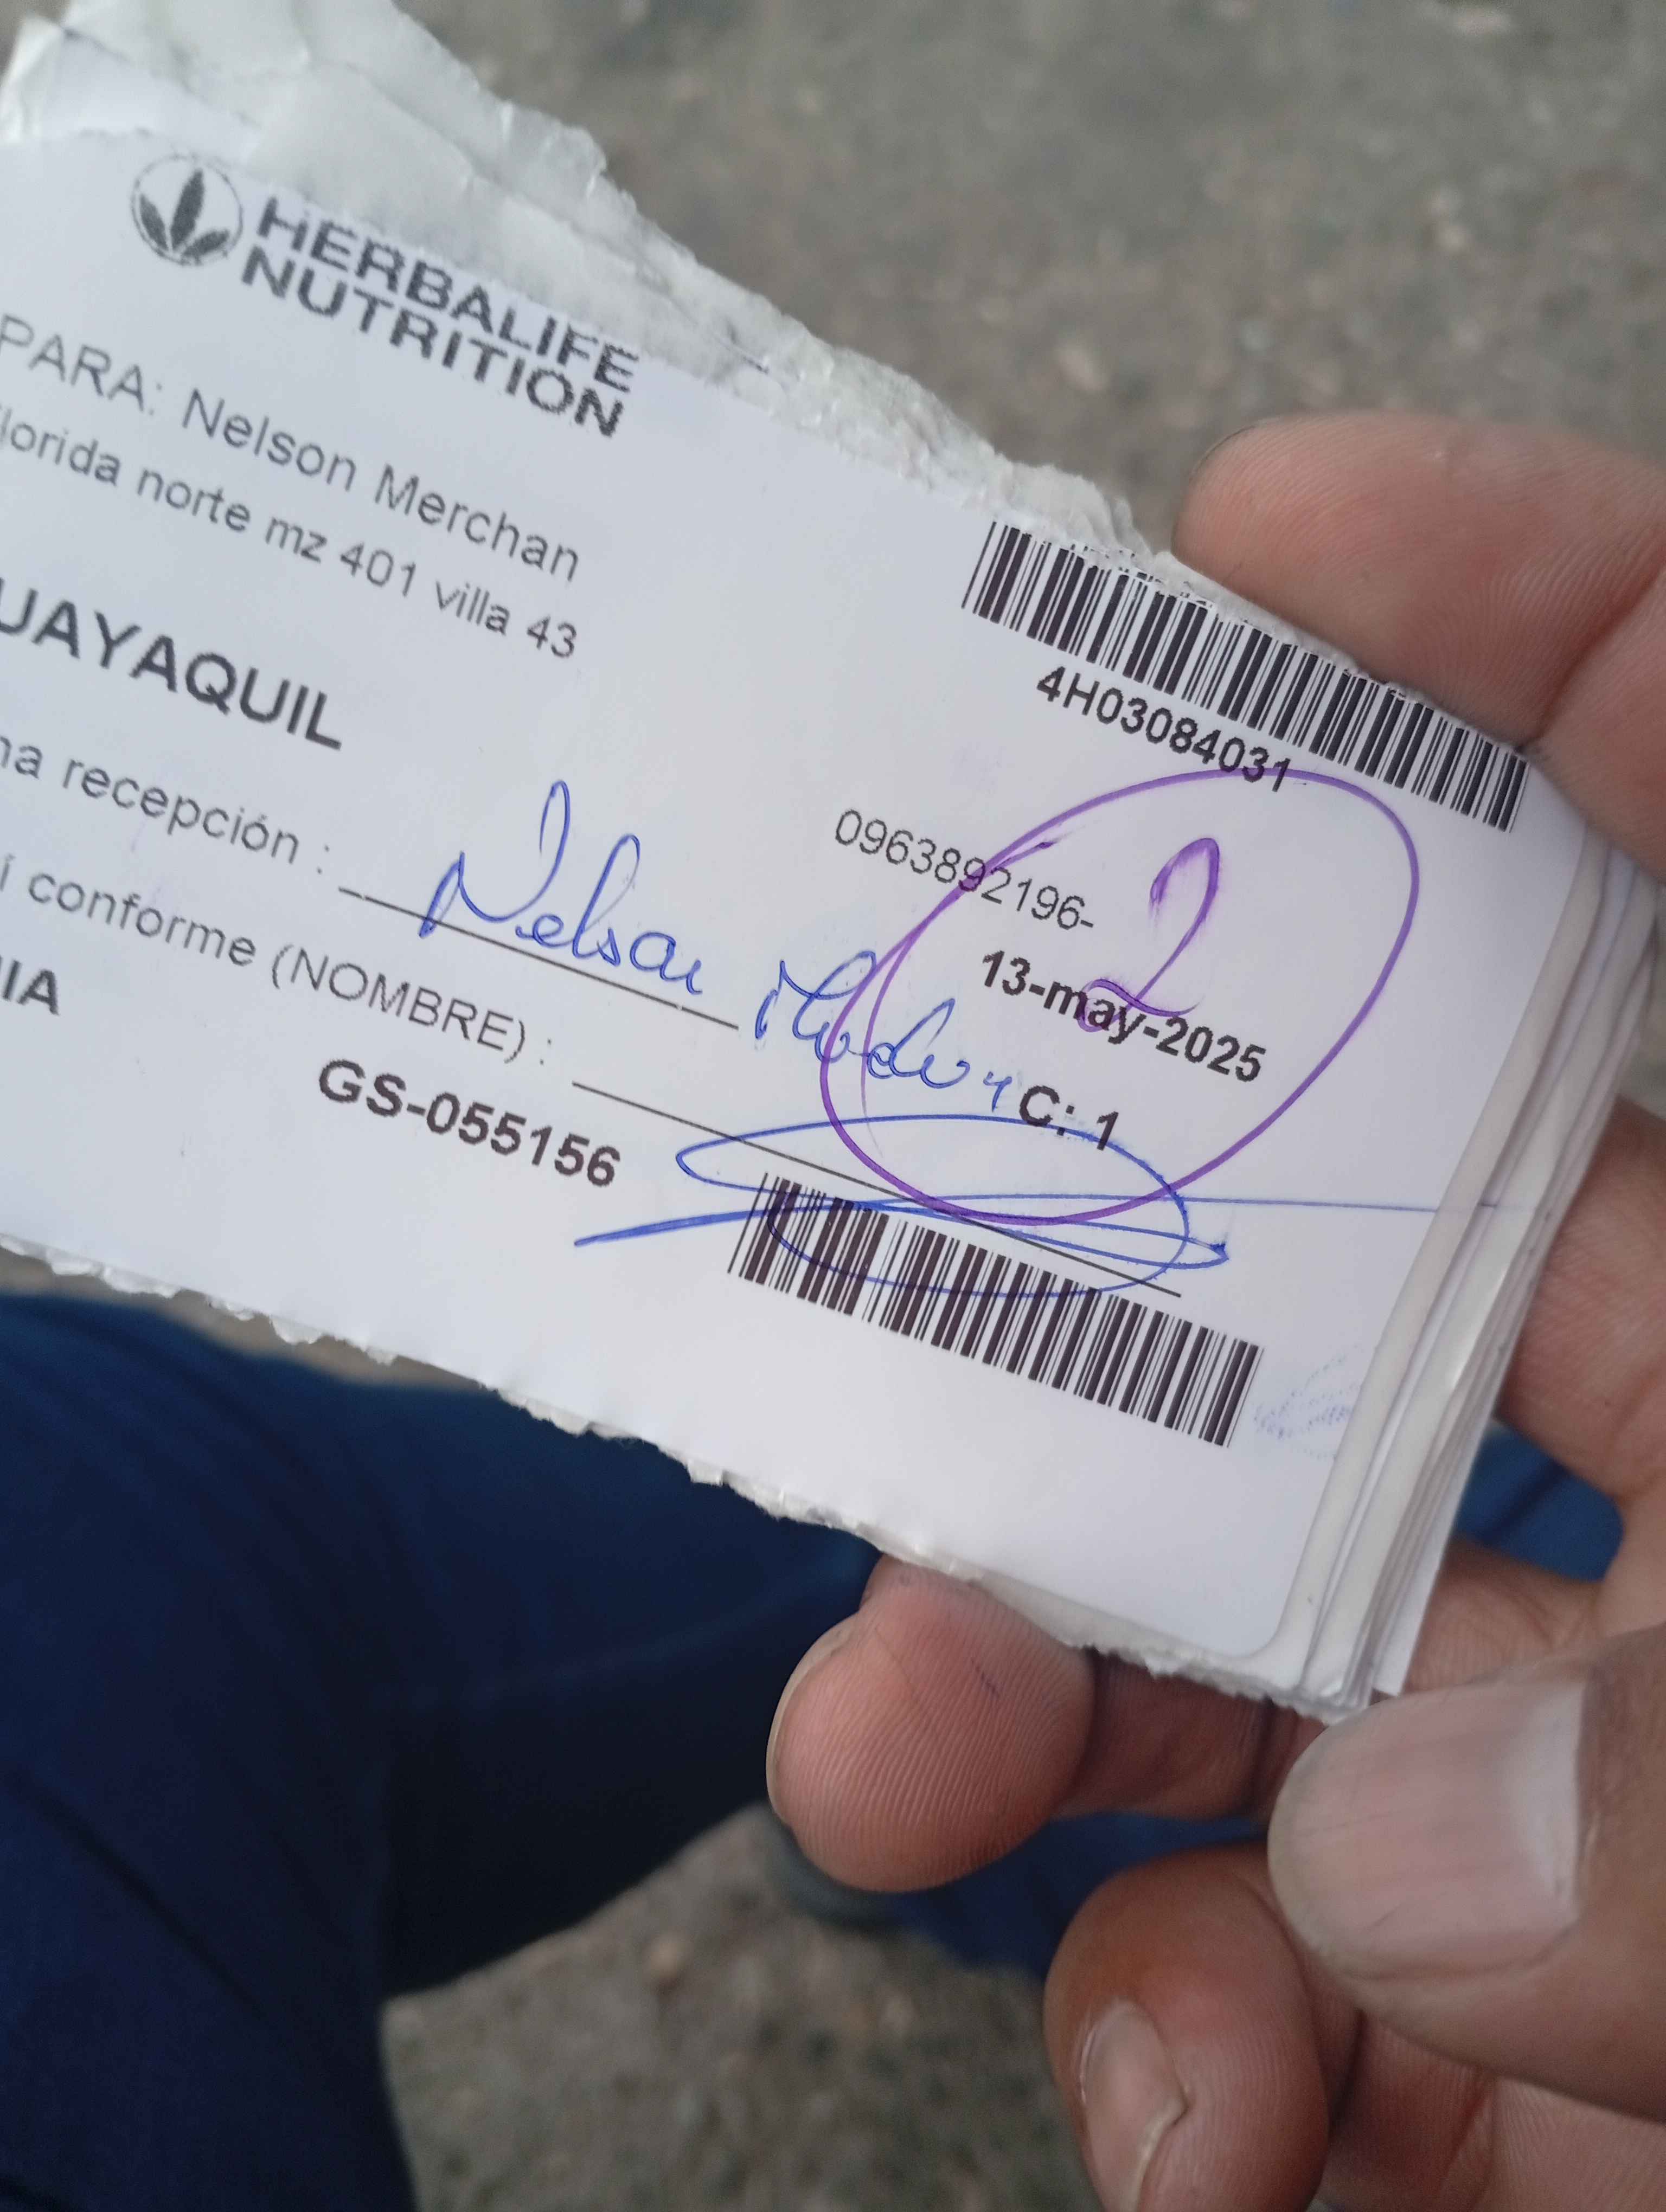 HERBALIFE
NUTRITION
PARA: Nelson Merchan
lorida norte mz 401 villa 43
UAYAQUIL
4H03084031
0963892196-
2
13-may-2025
C: 1
na recepción :
Nelson
í conforme (NOMBRE) :
IA
GS-055156